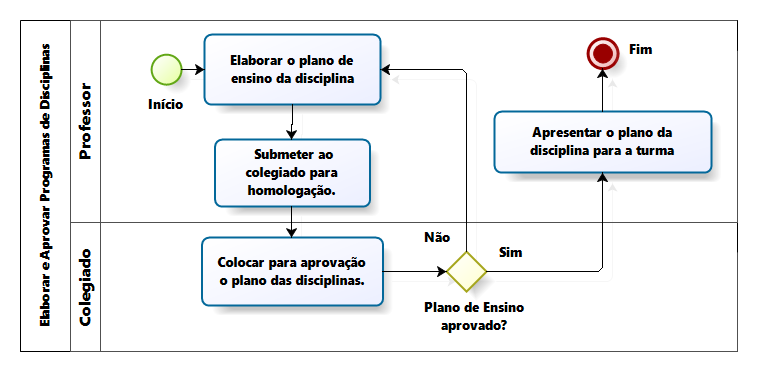 Elaborar e Aprovar Programas de Disciplinas
Professor
Início
Elaborar o plano de
ensino da disciplina
Submeter ao
colegiado para
homologação.
Fim
Apresentar o plano da
disciplina para a turma
Colegiado
Colocar para aprovação
o plano das disciplinas.
Não
Sim
Plano de Ensino
aprovado?